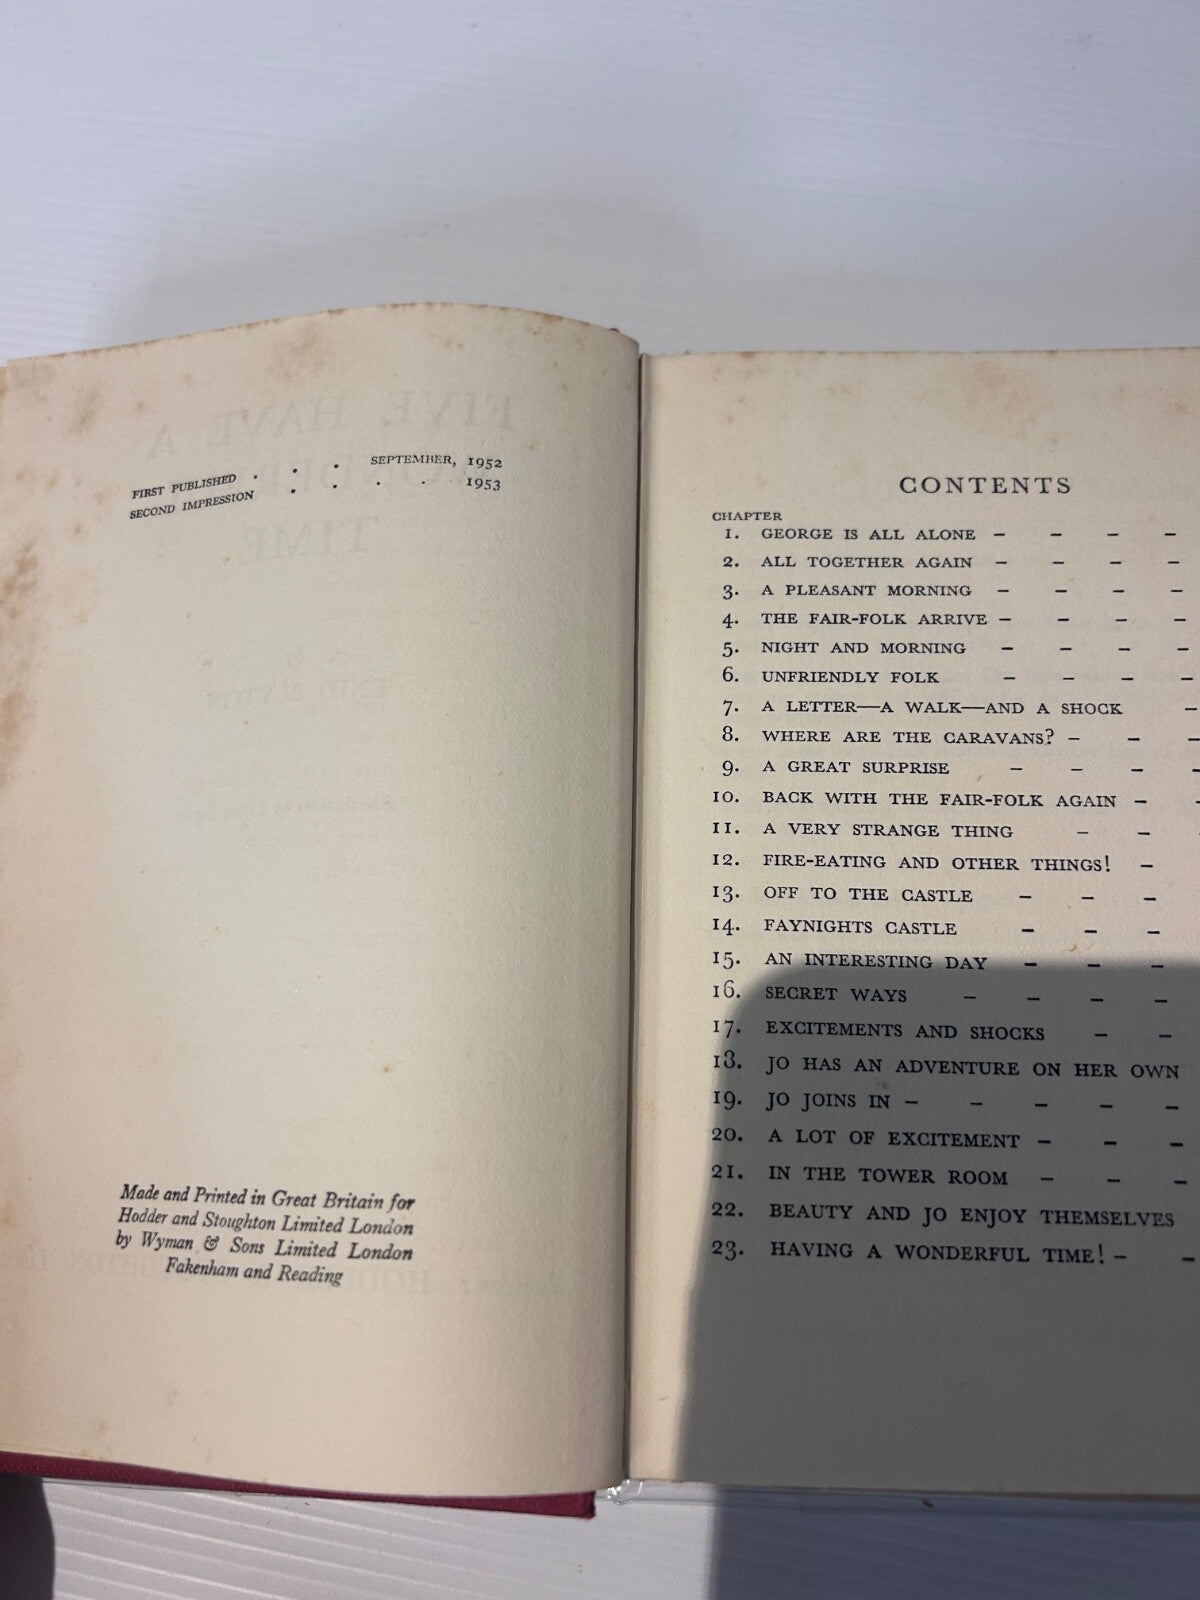 FIRST PUBLISHED . . . SEPTEMBER, 1952
SECOND IMPRESSION . . . . 1953
Made and Printed in Great Britain for
Hodder and Stoughton Limited London
by Wyman & Sons Limited London
Fakenham and Reading
CONTENTS
CHAPTER
1. GEORGE IS ALL ALONE – – – –
2. ALL TOGETHER AGAIN – – – –
3. A PLEASANT MORNING – – – –
4. THE FAIR-FOLK ARRIVE – – – –
5. NIGHT AND MORNING – – – –
6. UNFRIENDLY FOLK – – – –
7. A LETTER—A WALK—AND A SHOCK –
8. WHERE ARE THE CARAVANS? – – –
9. A GREAT SURPRISE – – – –
10. BACK WITH THE FAIR-FOLK AGAIN – –
11. A VERY STRANGE THING – –
12. FIRE-EATING AND OTHER THINGS! –
13. OFF TO THE CASTLE – – –
14. FAYNIGHTS CASTLE – – –
15. AN INTERESTING DAY – – –
16. SECRET WAYS – – – –
17. EXCITEMENTS AND SHOCKS – –
18. JO HAS AN ADVENTURE ON HER OWN
19. JO JOINS IN – – – – –
20. A LOT OF EXCITEMENT – – –
21. IN THE TOWER ROOM – – –
22. BEAUTY AND JO ENJOY THEMSELVES
23. HAVING A WONDERFUL TIME! – –